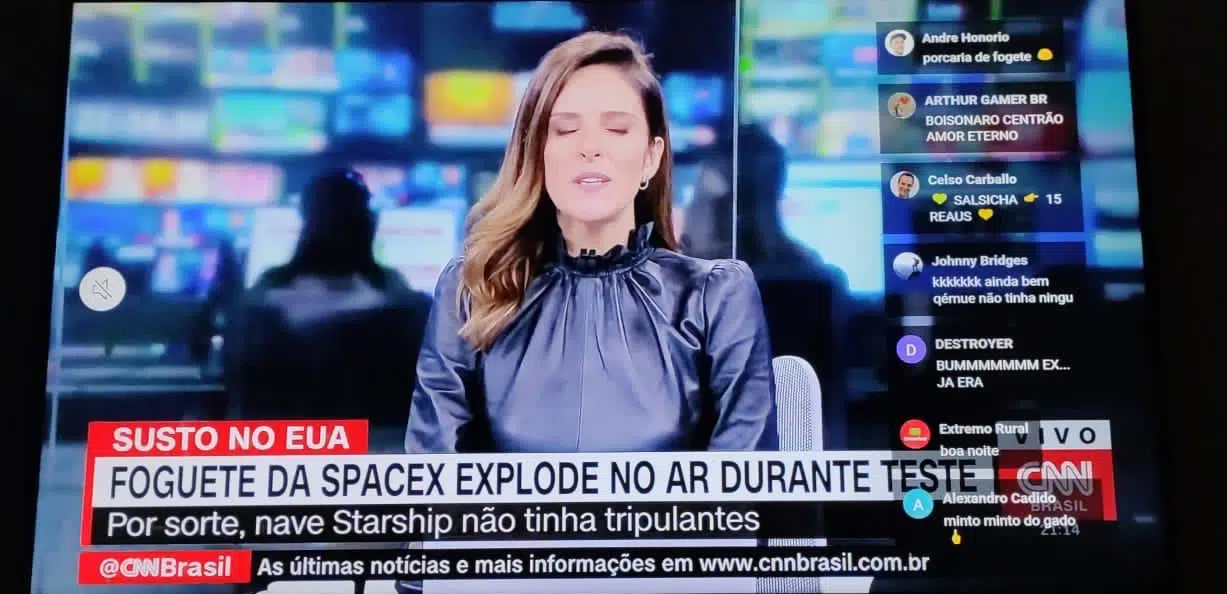 Andre Honorio
porcaria de fogete
ARTHUR GAMER BR
BOISONARO CENTRÃO
AMOR ETERNO
Celso Carballo
💚 SALSICHA 👉 15
REAUS 💛
Johnny Bridges
kkkkkkk ainda bem
qérnue não tinha ningu
D
DESTROYER
BUMMMMMMM EX...
JA ERA
Extremo Rural
boa noite
A
Alexandro Cadido
minto minto do gado
👆
VIVO
CNN
BRASIL
21:14
SUSTO NO EUA
FOGUETE DA SPACEX EXPLODE NO AR DURANTE TESTE
Por sorte, nave Starship não tinha tripulantes
@CNNBrasil As últimas notícias e mais informações em www.cnnbrasil.com.br